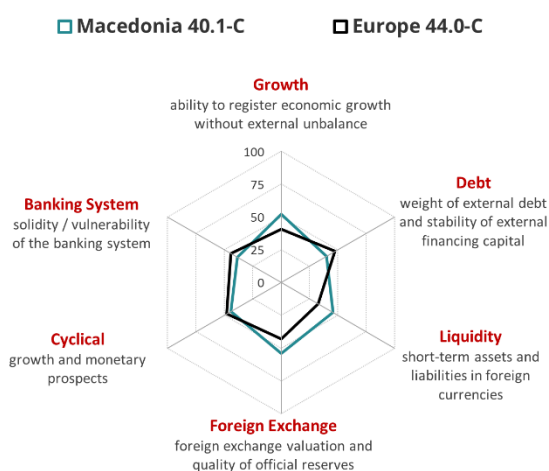 Macedonia 40.1-C
Europe 44.0-C
Growth
ability to register economic growth
without external unbalance
100
75
50
25
0
Debt
weight of external debt
and stability of external
financing capital
Banking System
solidity / vulnerability
of the banking system
Cyclical
growth and monetary
prospects
Liquidity
short-term assets and
liabilities in foreign
currencies
Foreign Exchange
foreign exchange valuation and
quality of official reserves